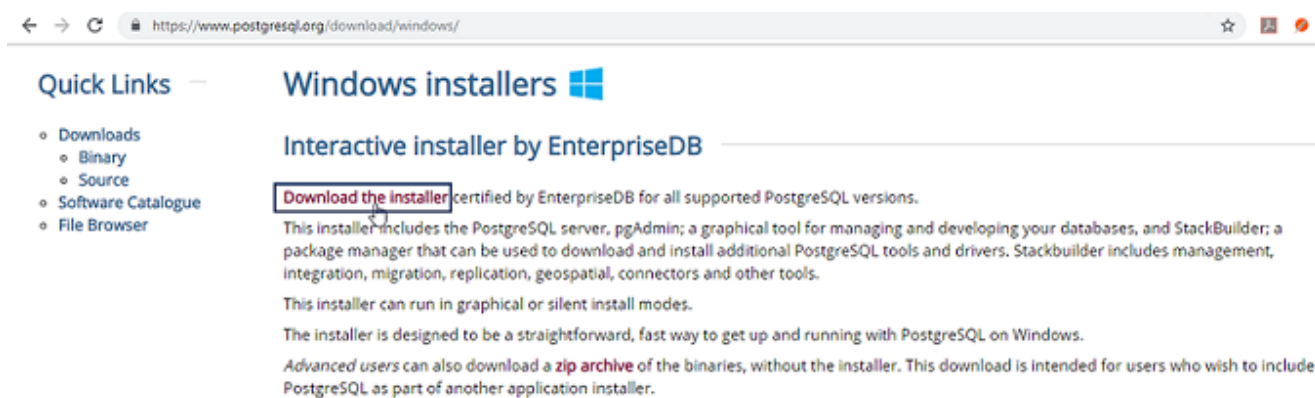 https://www.postgresql.org/download/windows/
Quick Links
Downloads
Binary
Source
Software Catalogue
File Browser
Windows installers
Interactive installer by EnterpriseDB
Download the installer certified by EnterpriseDB for all supported PostgreSQL versions.
This installer includes the PostgreSQL server, pgAdmin; a graphical tool for managing and developing your databases, and StackBuilder; a
package manager that can be used to download and install additional PostgreSQL tools and drivers. Stackbuilder includes management,
integration, migration, replication, geospatial, connectors and other tools.
This installer can run in graphical or silent install modes.
The installer is designed to be a straightforward, fast way to get up and running with PostgreSQL on Windows.
Advanced users can also download a zip archive of the binaries, without the installer. This download is intended for users who wish to include
PostgreSQL as part of another application installer.